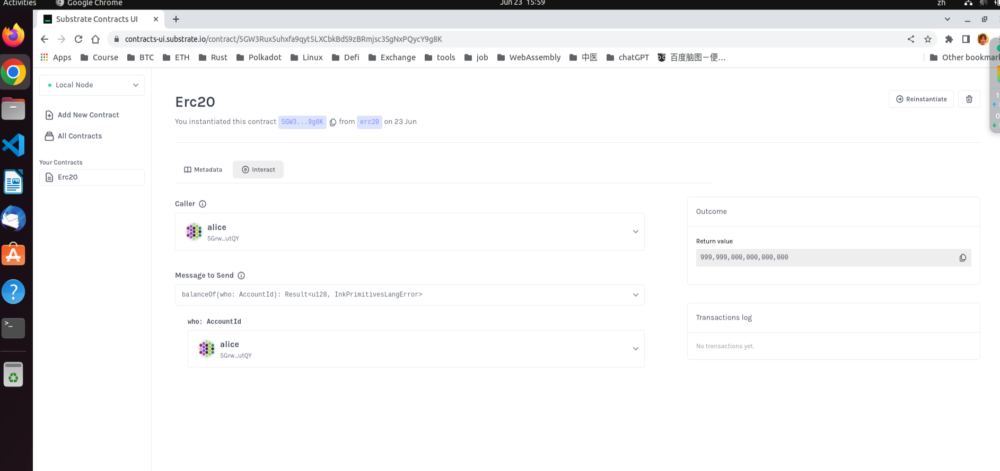 Activities Google Chrome Jun 23 15:59 zh
Substrate Contracts UI
contracts-ui.substrate.io/contract/5GW3Rux5uhxfa9qyt5LXCbkBdS9zBRmjsc3SgNxPQycY9g8K
Apps Course BTC ETH Rust Polkadot Linux Defi Exchange tools job WebAssembly 中医 chatGPT 百度脑图—便… Other bookmark
Local Node
Add New Contract
All Contracts
Your Contracts
Erc20
Erc20
Reinstantiate
You instantiated this contract 5GW3...9g8K from erc20 on 23 Jun
Metadata Interact
Caller
alice
5Grw…utQY
Message to Send
balanceOf(who: AccountId): Result<u128, InkPrimitivesLangError>
who: AccountId
alice
5Grw…utQY
Outcome
Return value
999,999,000,000,000,000
Transactions log
No transactions yet.